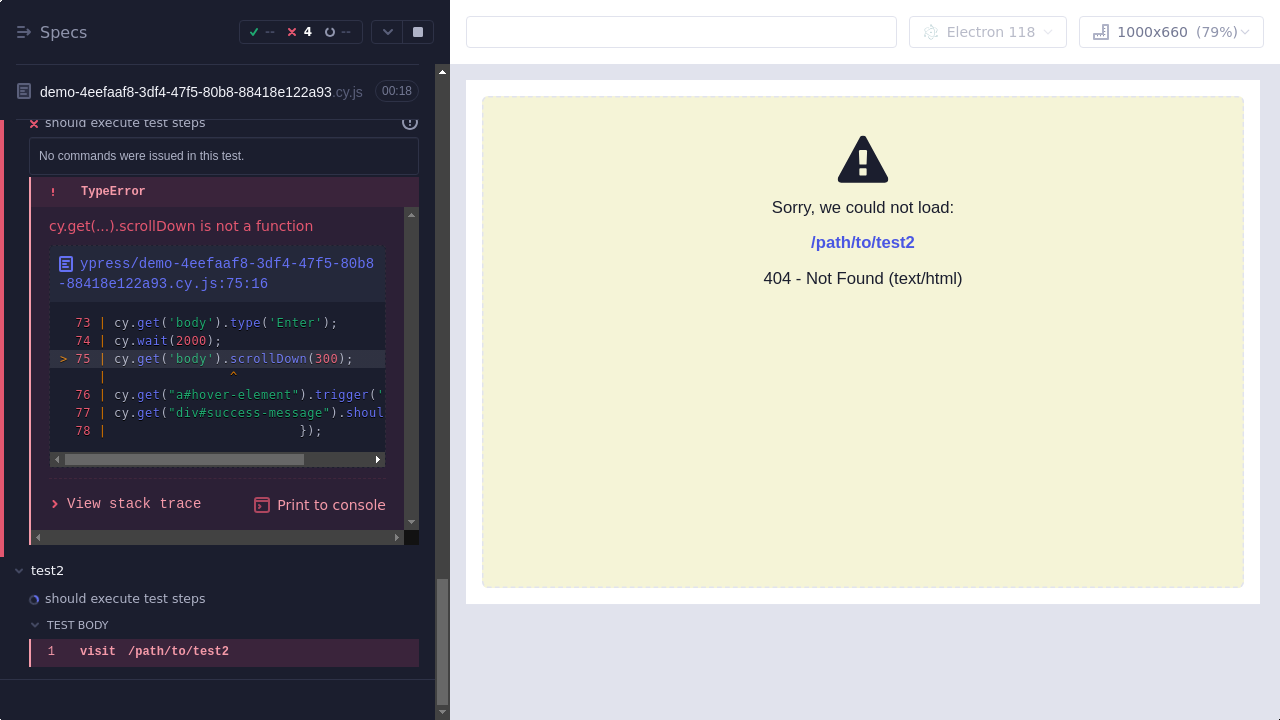 Specs
--
4
--
Electron 118
1000x660 (79%)
demo-4eefaaf8-3df4-47f5-80b8-88418e122a93.cy.js
00:18
should execute test steps
No commands were issued in this test.
! TypeError
cy.get(...).scrollDown is not a function
ypress/demo-4eefaaf8-3df4-47f5-80b8
-88418e122a93.cy.js:75:16
73 | cy.get('body').type('Enter');
74 | cy.wait(2000);
> 75 | cy.get('body').scrollDown(300);
| ^
76 | cy.get("a#hover-element").trigger('
77 | cy.get("div#success-message").shoul
78 | });
View stack trace
Print to console
test2
should execute test steps
TEST BODY
1 visit /path/to/test2
Sorry, we could not load:
/path/to/test2
404 - Not Found (text/html)